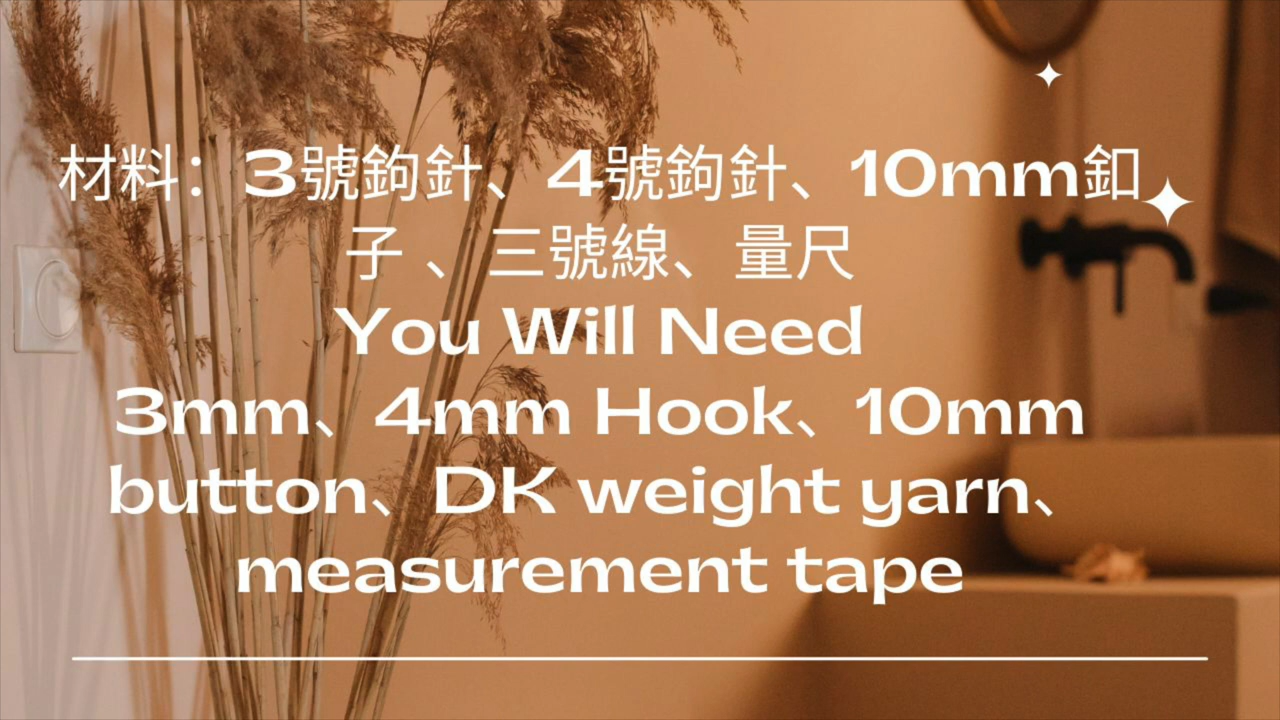 材料：3號鉤針、4號鉤針、10mm釦
子 、三號線、量尺
You Will Need
3mm、4mm Hook、10mm
button、DK weight yarn、
measurement tape